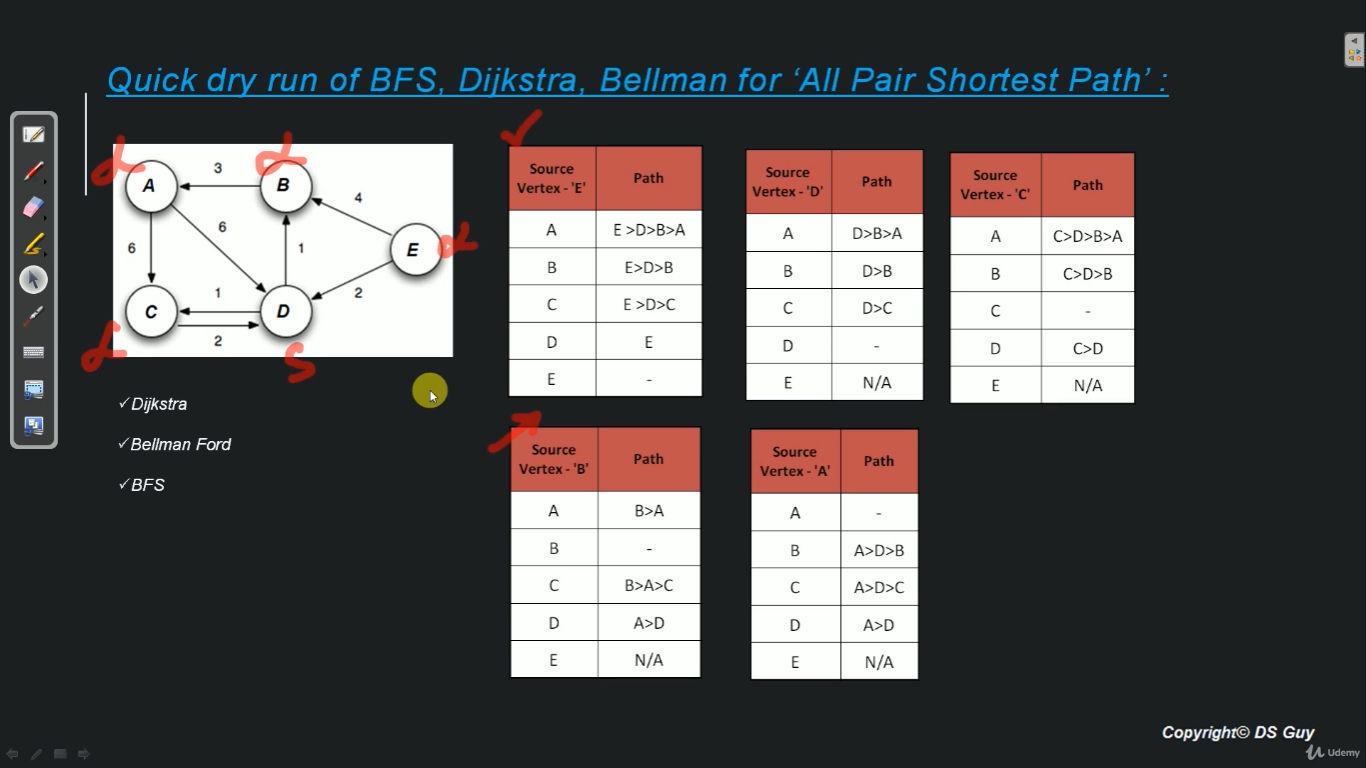 Quick dry run of BFS, Dijkstra, Bellman for ‘All Pair Shortest Path’ :
A
B
C
D
E
3
4
6
6
1
1
2
2
✓Dijkstra
✓Bellman Ford
✓BFS
Source Vertex - 'E' Path
A E >D>B>A
B E>D>B
C E >D>C
D E
E -
Source Vertex - 'D' Path
A D>B>A
B D>B
C D>C
D -
E N/A
Source Vertex - 'C' Path
A C>D>B>A
B C>D>B
C -
D C>D
E N/A
Source Vertex - 'B' Path
A B>A
B -
C B>A>C
D A>D
E N/A
Source Vertex - 'A' Path
A -
B A>D>B
C A>D>C
D A>D
E N/A
S
Copyright© DS Guy
Udemy